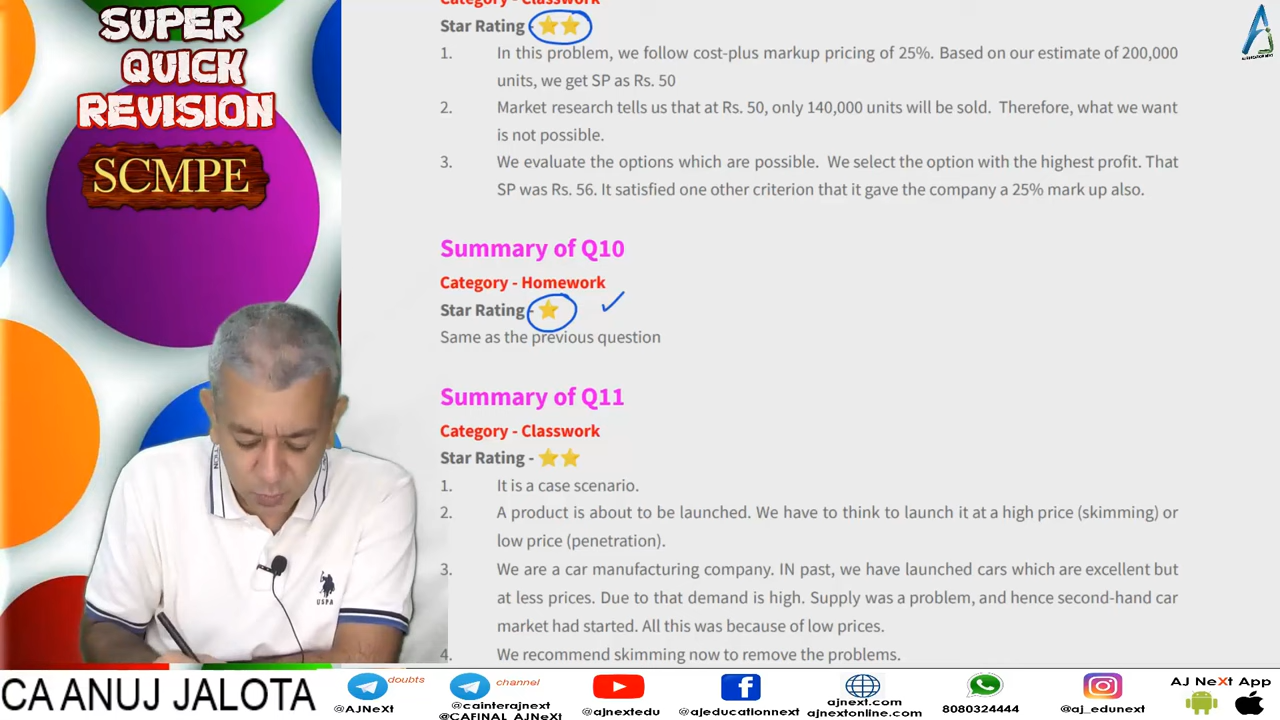 SUPER
QUICK
REVISION
SCMPE
Category - Classwork
Star Rating -
1. In this problem, we follow cost-plus markup pricing of 25%. Based on our estimate of 200,000
units, we get SP as Rs. 50
2. Market research tells us that at Rs. 50, only 140,000 units will be sold. Therefore, what we want
is not possible.
3. We evaluate the options which are possible. We select the option with the highest profit. That
SP was Rs. 56. It satisfied one other criterion that it gave the company a 25% mark up also.
Summary of Q10
Category - Homework
Star Rating -
Same as the previous question
Summary of Q11
Category - Classwork
Star Rating -
1. It is a case scenario.
2. A product is about to be launched. We have to think to launch it at a high price (skimming) or
low price (penetration).
3. We are a car manufacturing company. IN past, we have launched cars which are excellent but
at less prices. Due to that demand is high. Supply was a problem, and hence second-hand car
market had started. All this was because of low prices.
4. We recommend skimming now to remove the problems.
USPA
CA ANUJ JALOTA
doubts
@AJNeXt
channel
@cainterajnext
@CAFINAL_AJNeXt
@ajnextedu
@ajeducationnext
ajnext.com
ajnextonline.com
8080324444
@aj_edunext
AJ NeXt App